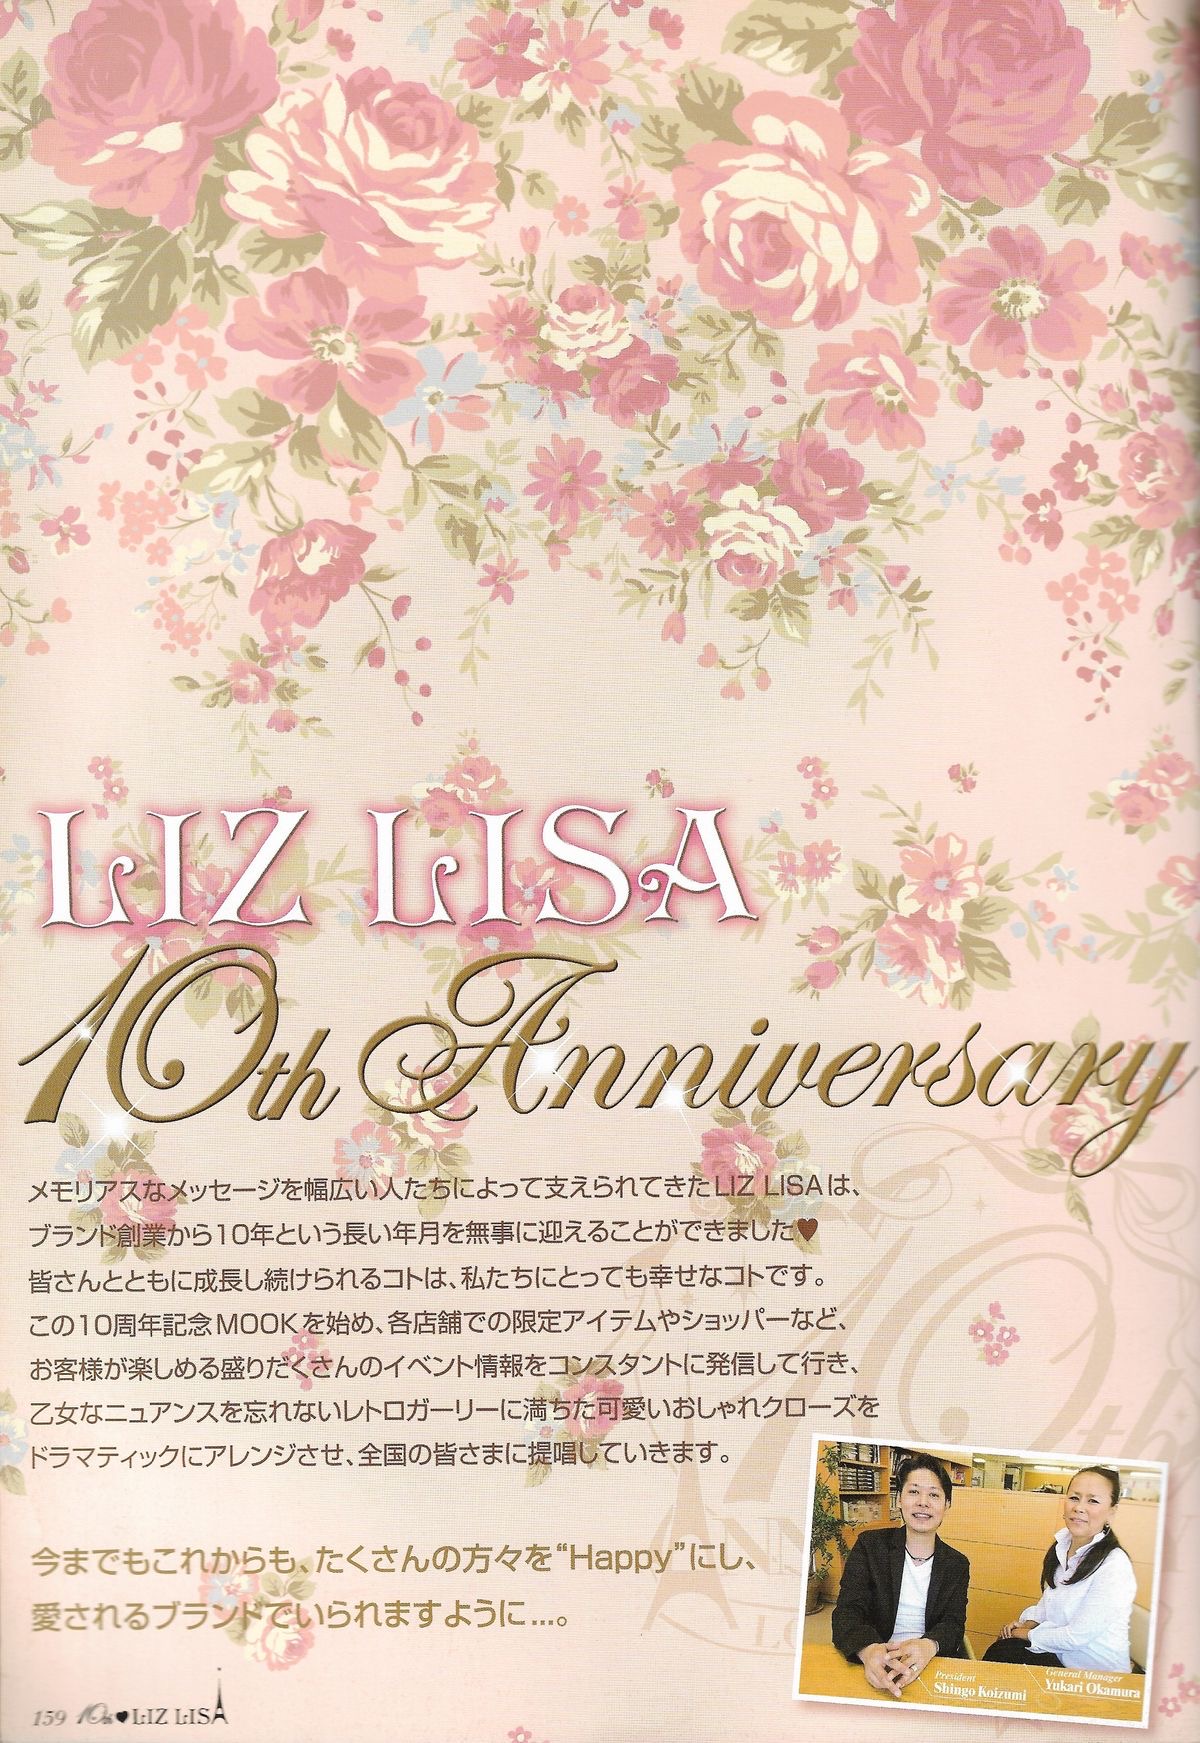 LIZ LISA
10th Anniversary
メモリアスなメッセージを幅広い人たちによって支えられてきたLIZ LISAは、
ブランド創業から10年という長い年月を無事に迎えることができました♥
皆さんとともに成長し続けられるコトは、私たちにとっても幸せなコトです。
この10周年記念MOOKを始め、各店舗での限定アイテムやショッパーなど、
お客様が楽しめる盛りだくさんのイベント情報をコンスタントに発信して行き、
乙女なニュアンスを忘れないレトロガーリーに満ちた可愛いおしゃれクローズを
ドラマティックにアレンジさせ、全国の皆さまに提唱していきます。
今までもこれからも、たくさんの方々を“Happy”にし、
愛されるブランドでいられますように…。
President
Shingo Koizumi
General Manager
Yukari Okamura
159 10th♥LIZ LISA